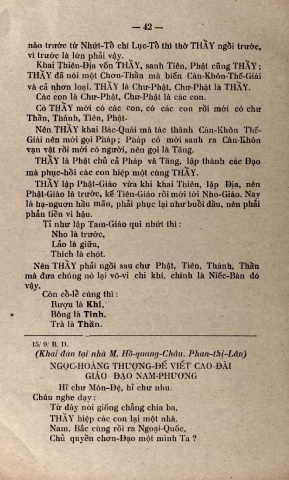 — 42 —
nào trước từ Nhứt-Tổ chí Lục-Tổ thì thờ THẦY ngồi trước,
vì trước là lớn phải vậy.
Khai Thiên-Địa vốn THẦY, sanh Tiên, Phật cũng THẦY;
THẦY đã nói một Chơn-Thần mà biến Càn-Khôn-Thế-Giái
và cả nhơn loại. THẦY là Chư-Phật, Chư-Phật là THẦY.
Các con là Chư-Phật, Chư-Phật là các con.
Có THẦY mới có các con, có các con rồi mới có chư
Thần, Thánh, Tiên, Phật.
Nên THẦY khai Bác-Quái mà tác thành Càn-Khôn Thế-
Giái nên mới gọi Pháp; Pháp có mới sanh ra Càn-Khôn
vạn vật rồi mới có người, nên gọi là Tăng.
THẦY là Phật chủ cả Pháp và Tăng, lập thành các Đạo
mà phục-hồi các con hiệp một cùng THẦY.
THẦY lập Phật-Giáo vừa khi khai Thiên, lập Địa, nên
Phật-Giáo là trước, kế Tiên-Giáo rồi mới tới Nho-Giáo. Nay
là hạ-nguơn hầu mãn, phải phục lại như buổi đầu, nên phải
phản tiền vi hậu.
Tỉ như lập Tam-Giáo qui nhứt thì:
Nho là trước,
Lão là giữa,
Thích là chót.
Nên THẦY phải ngồi sau chư Phật, Tiên, Thánh, Thần
mà đưa chúng nó lại vô-vi chi khí, chính là Niếc-Bàn đó
vậy.
Còn cổ-lễ cúng thì:
Rượu là Khí,
Bông là Tinh,
Trà là Thần.
15/ 9/ B. D.
(Khai đàn tại nhà M. Hồ-quang-Châu. Phan-thị-Lân)
NGỌC-HOÀNG THƯỢNG-ĐẾ VIẾT CAO-ĐÀI
GIÁO ĐẠO NAM-PHƯƠNG
Hỉ chư Môn-Đệ, hỉ chư nhu.
Cháu nghe dạy:
Từ đây nòi giống chẳng chia ba,
THẦY hiệp các con lại một nhà.
Nam, Bắc cùng rồi ra Ngoại-Quốc,
Chủ quyền chơn-Đạo một mình Ta?